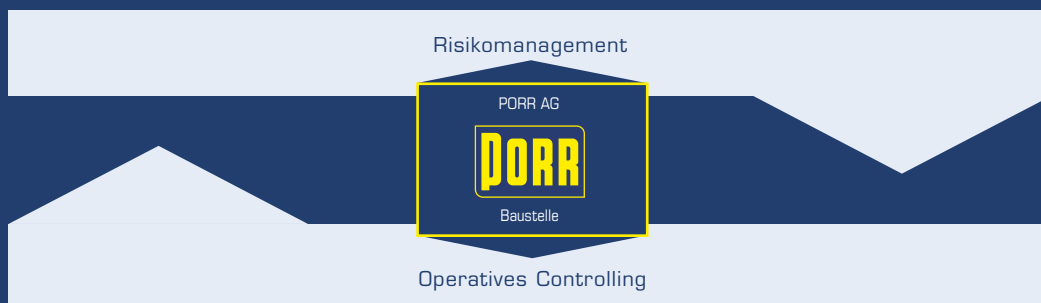 Risikomanagement
PORR AG
PORR
Baustelle
Operatives Controlling